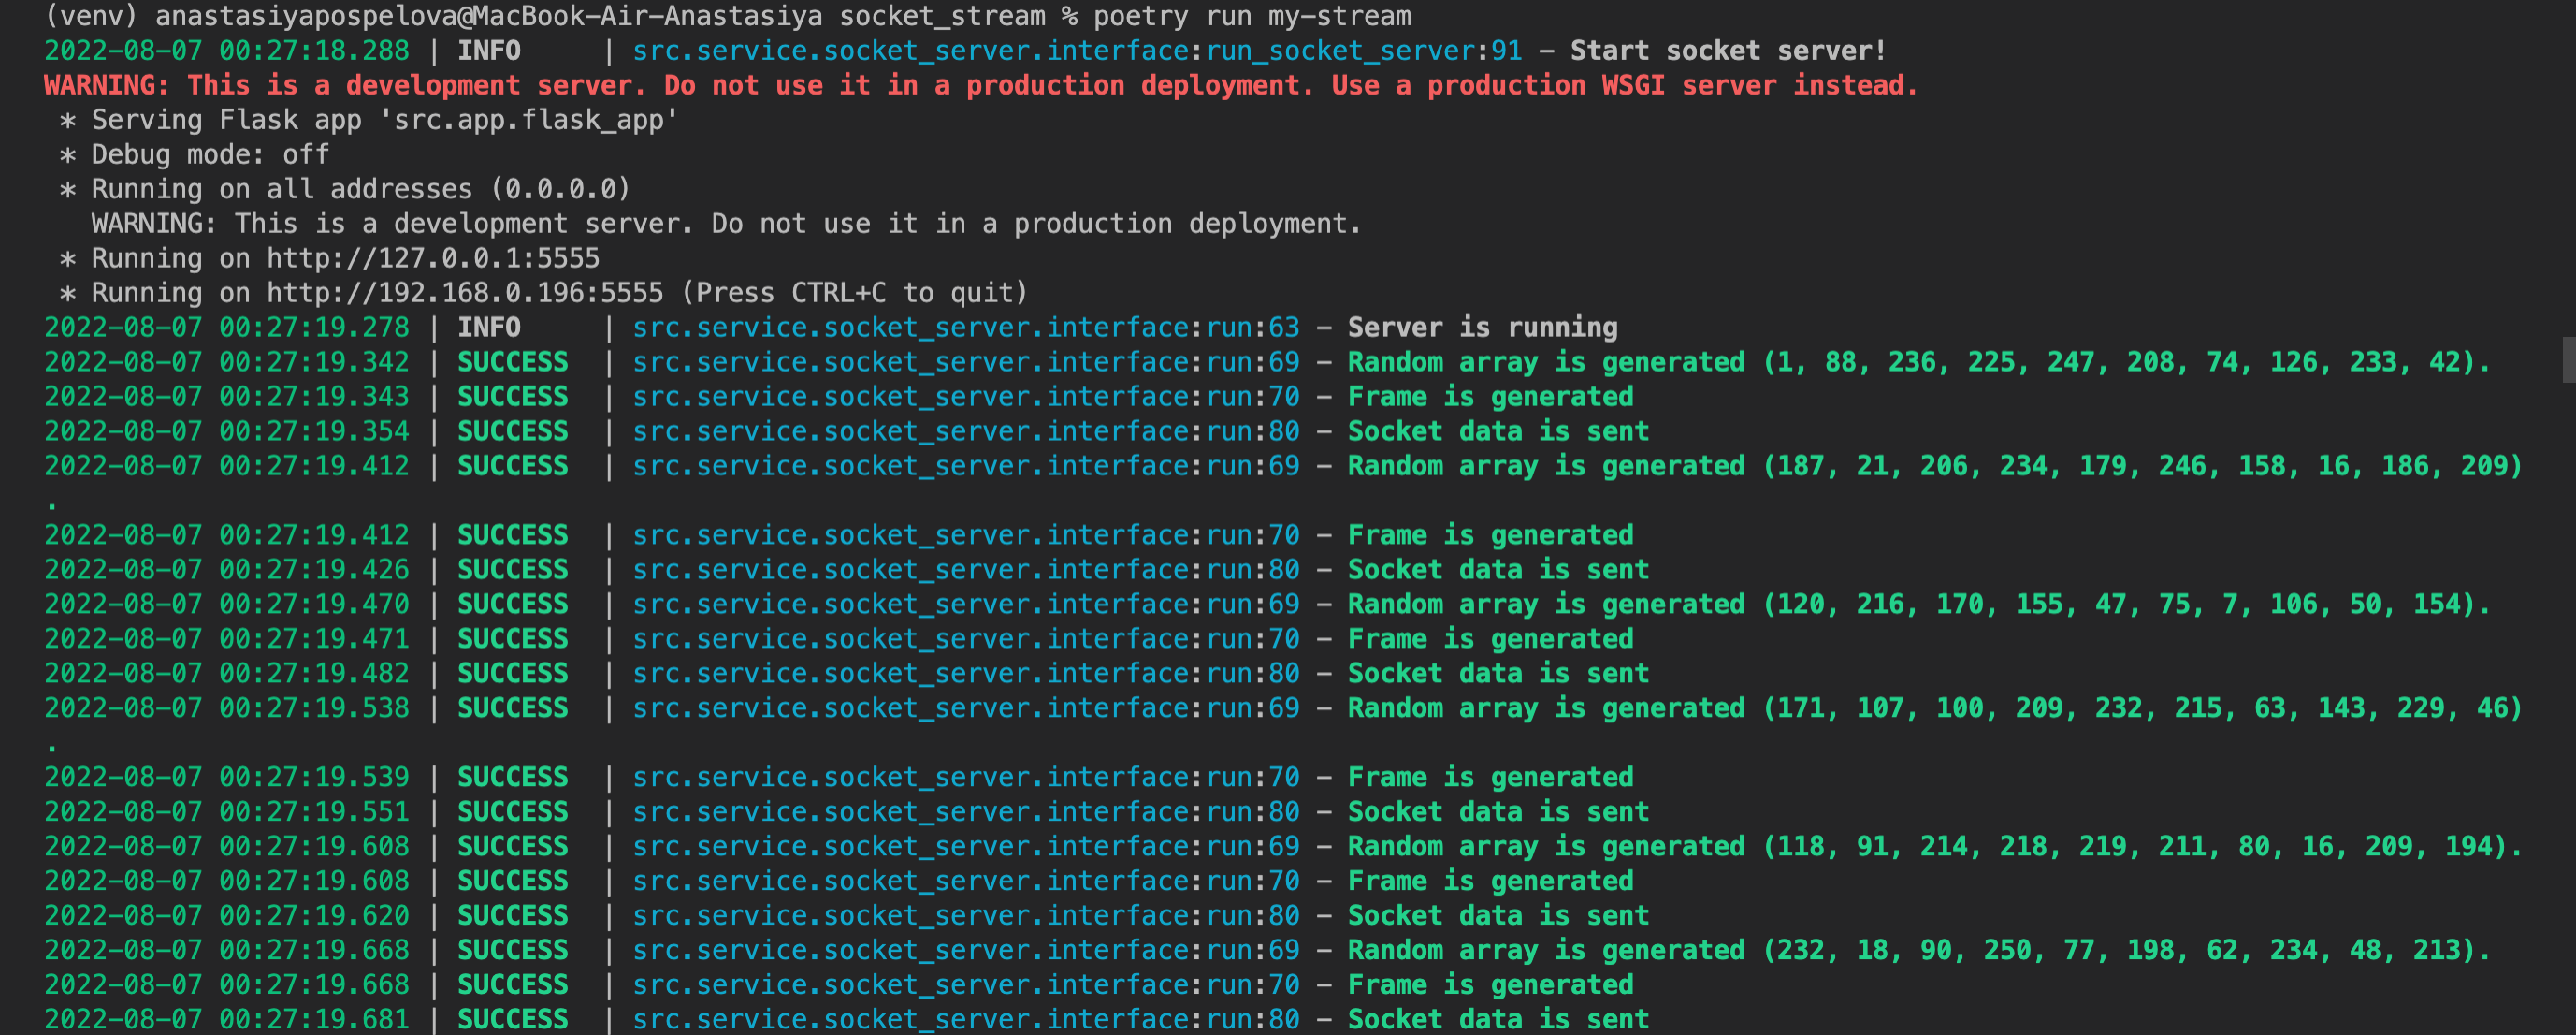 (venv) anastasiyapospelova@MacBook-Air-Anastasiya socket_stream % poetry run my-stream
2022-08-07 00:27:18.288 | INFO     | src.service.socket_server.interface:run_socket_server:91 - Start socket server!
WARNING: This is a development server. Do not use it in a production deployment. Use a production WSGI server instead.
 * Serving Flask app 'src.app.flask_app'
 * Debug mode: off
 * Running on all addresses (0.0.0.0)
   WARNING: This is a development server. Do not use it in a production deployment.
 * Running on http://127.0.0.1:5555
 * Running on http://192.168.0.196:5555 (Press CTRL+C to quit)
2022-08-07 00:27:19.278 | INFO     | src.service.socket_server.interface:run:63 - Server is running
2022-08-07 00:27:19.342 | SUCCESS  | src.service.socket_server.interface:run:69 - Random array is generated (1, 88, 236, 225, 247, 208, 74, 126, 233, 42).
2022-08-07 00:27:19.343 | SUCCESS  | src.service.socket_server.interface:run:70 - Frame is generated
2022-08-07 00:27:19.354 | SUCCESS  | src.service.socket_server.interface:run:80 - Socket data is sent
2022-08-07 00:27:19.412 | SUCCESS  | src.service.socket_server.interface:run:69 - Random array is generated (187, 21, 206, 234, 179, 246, 158, 16, 186, 209)
.
2022-08-07 00:27:19.412 | SUCCESS  | src.service.socket_server.interface:run:70 - Frame is generated
2022-08-07 00:27:19.426 | SUCCESS  | src.service.socket_server.interface:run:80 - Socket data is sent
2022-08-07 00:27:19.470 | SUCCESS  | src.service.socket_server.interface:run:69 - Random array is generated (120, 216, 170, 155, 47, 75, 7, 106, 50, 154).
2022-08-07 00:27:19.471 | SUCCESS  | src.service.socket_server.interface:run:70 - Frame is generated
2022-08-07 00:27:19.482 | SUCCESS  | src.service.socket_server.interface:run:80 - Socket data is sent
2022-08-07 00:27:19.538 | SUCCESS  | src.service.socket_server.interface:run:69 - Random array is generated (171, 107, 100, 209, 232, 215, 63, 143, 229, 46)
.
2022-08-07 00:27:19.539 | SUCCESS  | src.service.socket_server.interface:run:70 - Frame is generated
2022-08-07 00:27:19.551 | SUCCESS  | src.service.socket_server.interface:run:80 - Socket data is sent
2022-08-07 00:27:19.608 | SUCCESS  | src.service.socket_server.interface:run:69 - Random array is generated (118, 91, 214, 218, 219, 211, 80, 16, 209, 194).
2022-08-07 00:27:19.608 | SUCCESS  | src.service.socket_server.interface:run:70 - Frame is generated
2022-08-07 00:27:19.620 | SUCCESS  | src.service.socket_server.interface:run:80 - Socket data is sent
2022-08-07 00:27:19.668 | SUCCESS  | src.service.socket_server.interface:run:69 - Random array is generated (232, 18, 90, 250, 77, 198, 62, 234, 48, 213).
2022-08-07 00:27:19.668 | SUCCESS  | src.service.socket_server.interface:run:70 - Frame is generated
2022-08-07 00:27:19.681 | SUCCESS  | src.service.socket_server.interface:run:80 - Socket data is sent